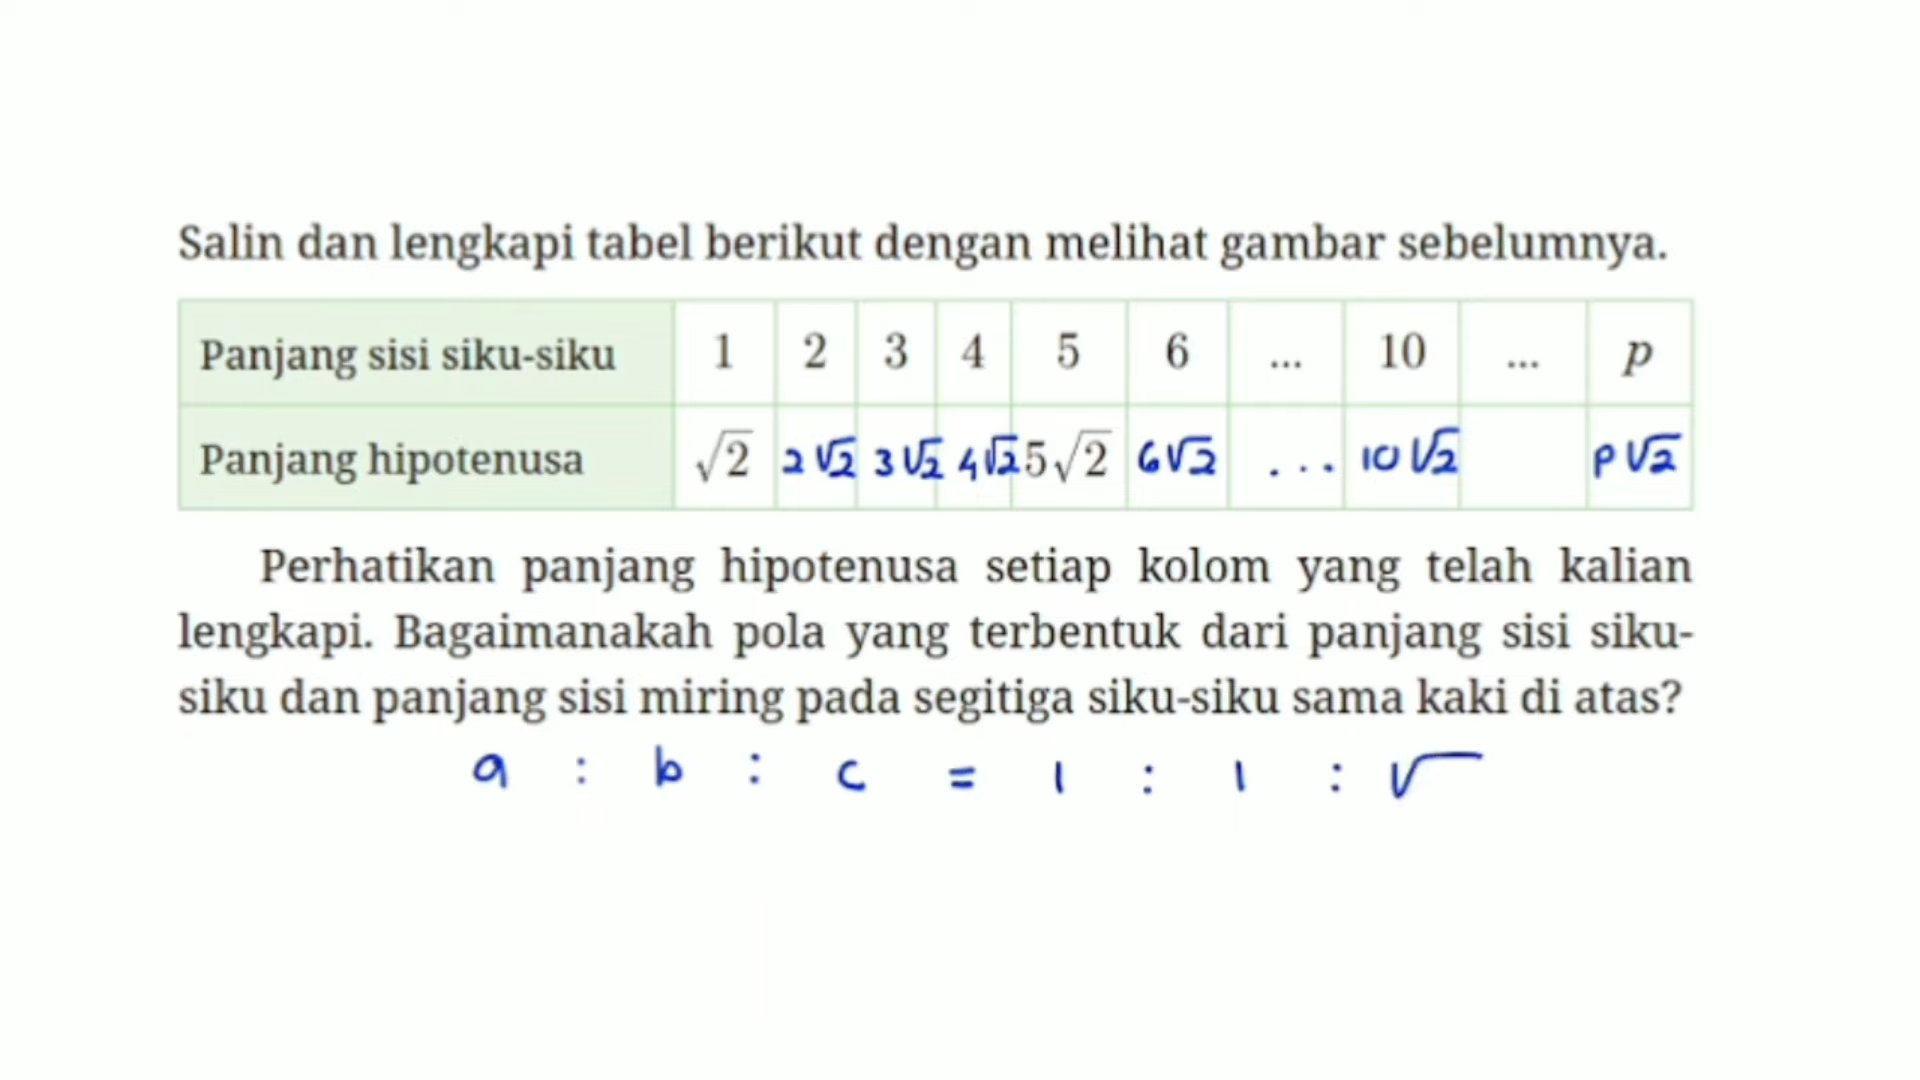 Salin dan lengkapi tabel berikut dengan melihat gambar sebelumnya.
Panjang sisi siku-siku 1 2 3 4 5 6 ... 10 ... p
Panjang hipotenusa √2 2√2 3√2 4√2 5√2 6√2 ... 10√2 p√2
Perhatikan panjang hipotenusa setiap kolom yang telah kalian
lengkapi. Bagaimanakah pola yang terbentuk dari panjang sisi siku-
siku dan panjang sisi miring pada segitiga siku-siku sama kaki di atas?
a : b : c = 1 : 1 : √